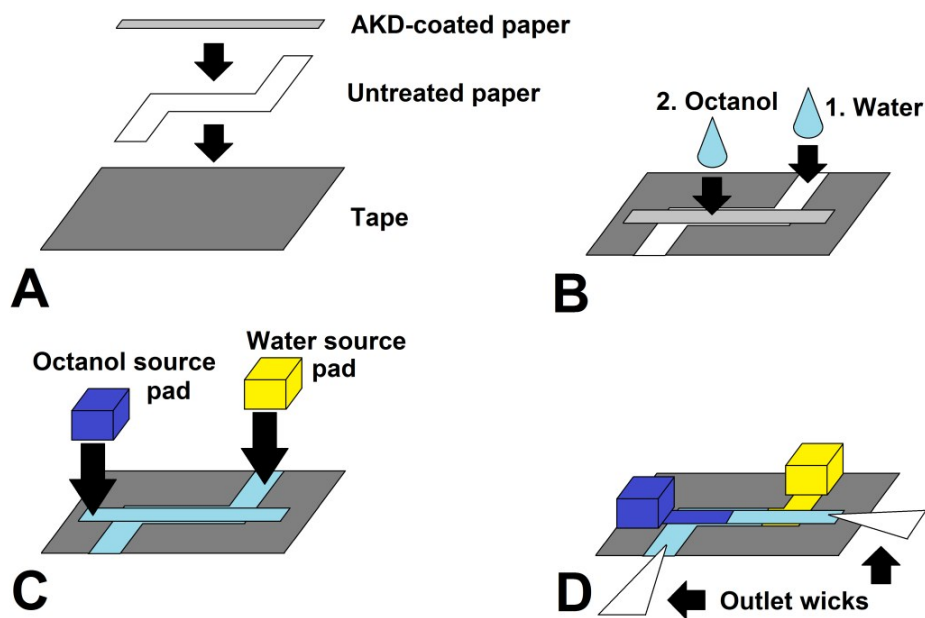 A
AKD-coated paper
Untreated paper
Tape
B
2. Octanol
1. Water
C
Octanol source
pad
Water source
pad
D
Outlet wicks